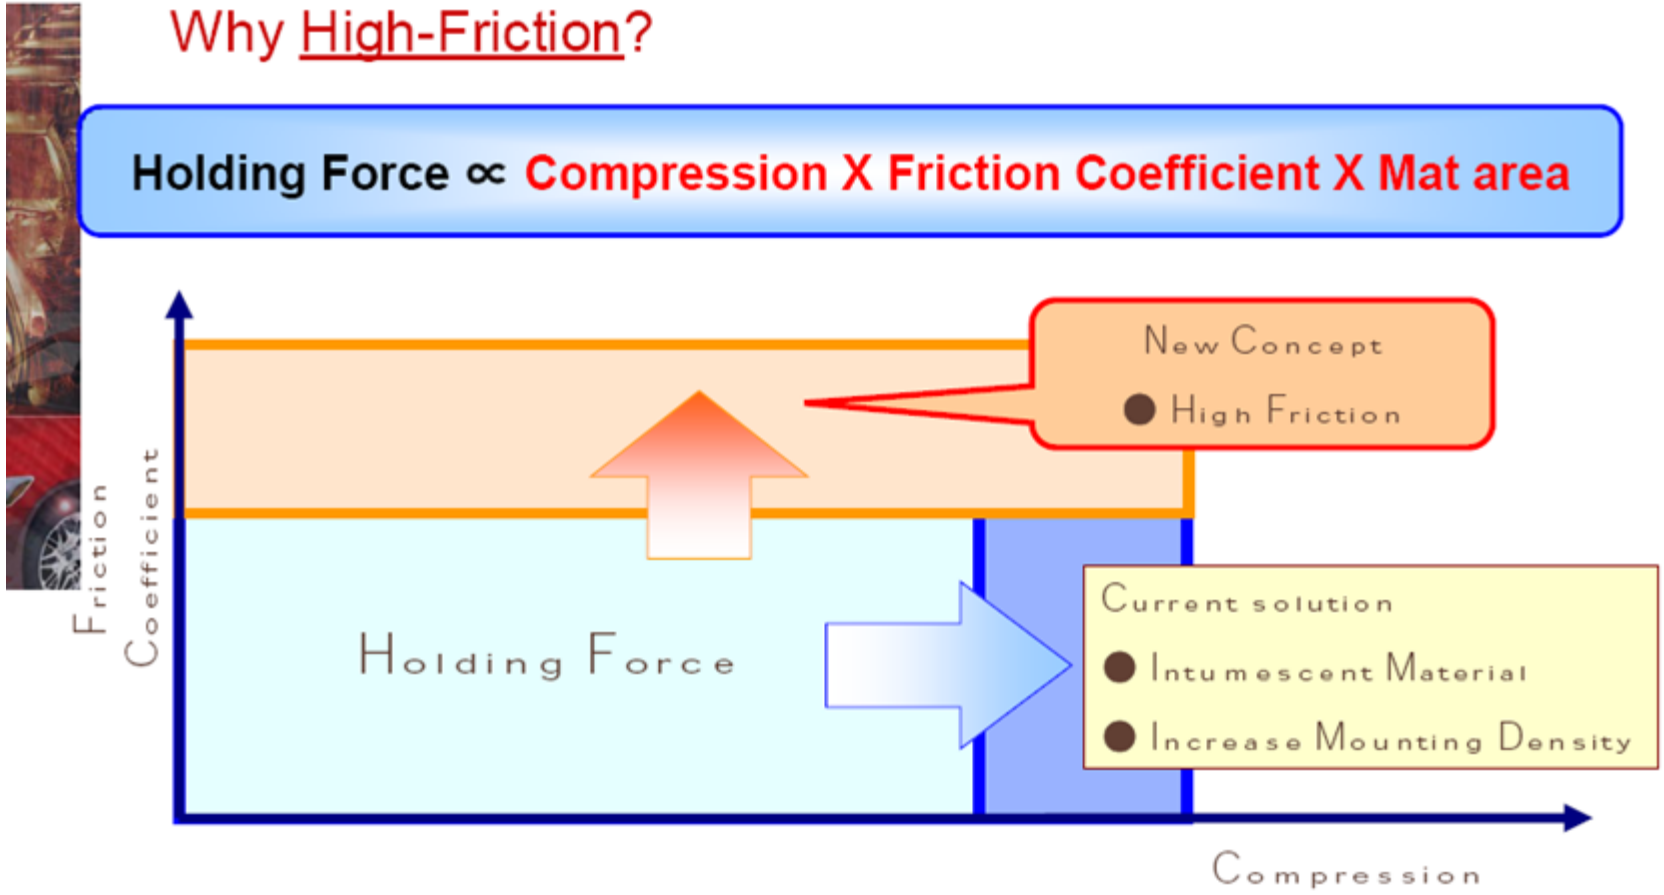 Why High-Friction?
Holding Force ∝ Compression X Friction Coefficient X Mat area
New Concept
● High Friction
Friction
Coefficient
Holding Force
Current solution
● Intumescent Material
● Increase Mounting Density
Compression